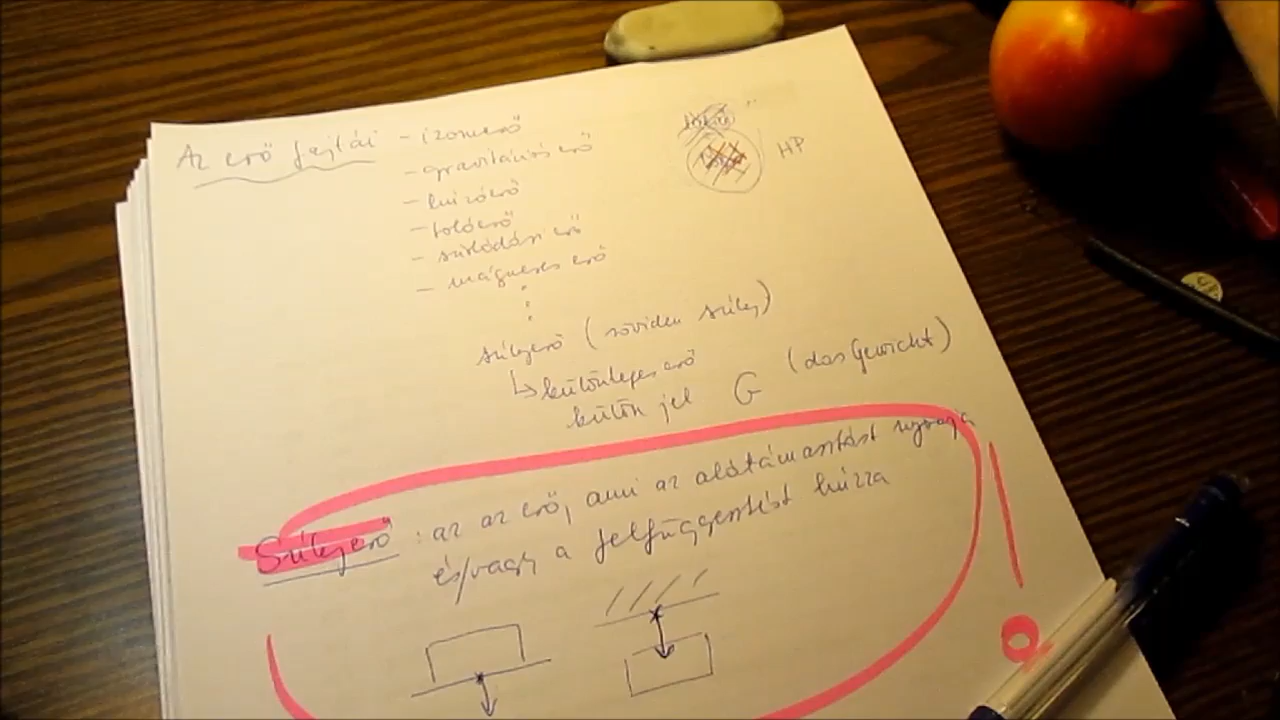 Az erő fajtái - izomerő
- gravitációs erő
- húzóerő
- tolóerő
- súrlódási erő
- mágneses erő
HP
súlyerő (röviden súly)
↳ különleges erő
külön jel G (das Gewicht)
Súlyerő : az az erő, ami az alátámasztást nyomja
és/vagy a felfüggesztést húzza